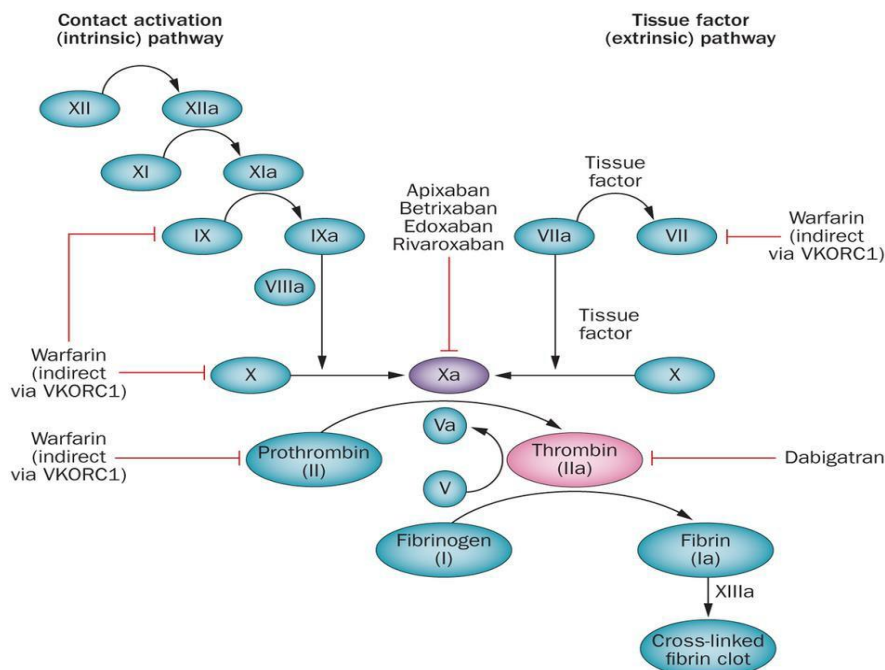 Contact activation
(intrinsic) pathway
Tissue factor
(extrinsic) pathway
XII
XIIa
XI
XIa
IX
IXa
VIIIa
Apixaban
Betrixaban
Edoxaban
Rivaroxaban
Tissue
factor
VIIa
VII
Warfarin
(indirect
via VKORC1)
Tissue
factor
Warfarin
(indirect
via VKORC1)
X
Xa
X
Warfarin
(indirect
via VKORC1)
Prothrombin
(II)
Va
V
Thrombin
(IIa)
Dabigatran
Fibrinogen
(I)
Fibrin
(Ia)
XIIIa
Cross-linked
fibrin clot